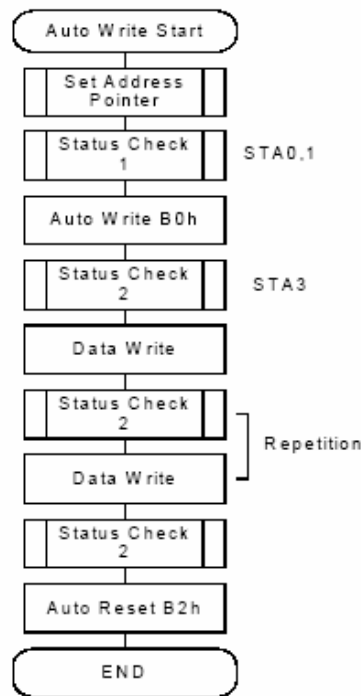 Auto Write Start
Set Address
Pointer
Status Check
1
STA0,1
Auto Write B0h
Status Check
2
STA3
Data Write
Status Check
2
Repetition
Data Write
Status Check
2
Auto Reset B2h
END